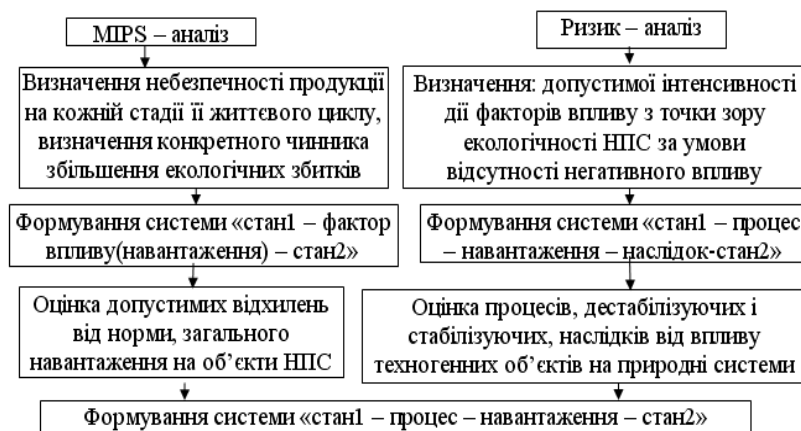 MIPS – аналіз
Визначення небезпечності продукції
на кожній стадії її життєвого циклу,
визначення конкретного чинника
збільшення екологічних збитків
Формування системи «стан1 – фактор
впливу(навантаження) – стан2»
Оцінка допустимих відхилень
від норми, загального
навантаження на об’єкти НПС
Ризик – аналіз
Визначення: допустимої інтенсивності
дії факторів впливу з точки зору
екологічності НПС за умови
відсутності негативного впливу
Формування системи «стан1 – процес
– навантаження – наслідок-стан2»
Оцінка процесів, дестабілізуючих і
стабілізуючих, наслідків від впливу
техногенних об’єктів на природні системи
Формування системи «стан1 – процес – навантаження – стан2»